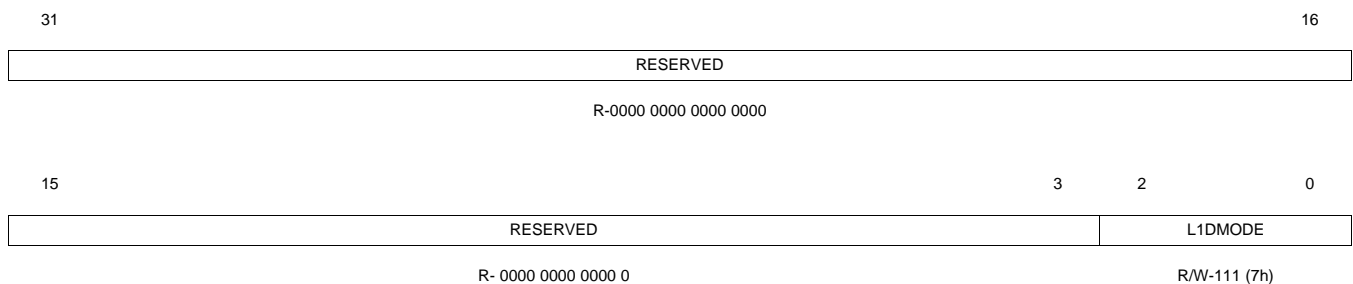 31 16
RESERVED
R-0000 0000 0000 0000
15 3 2 0
RESERVED L1DMODE
R- 0000 0000 0000 0 R/W-111 (7h)